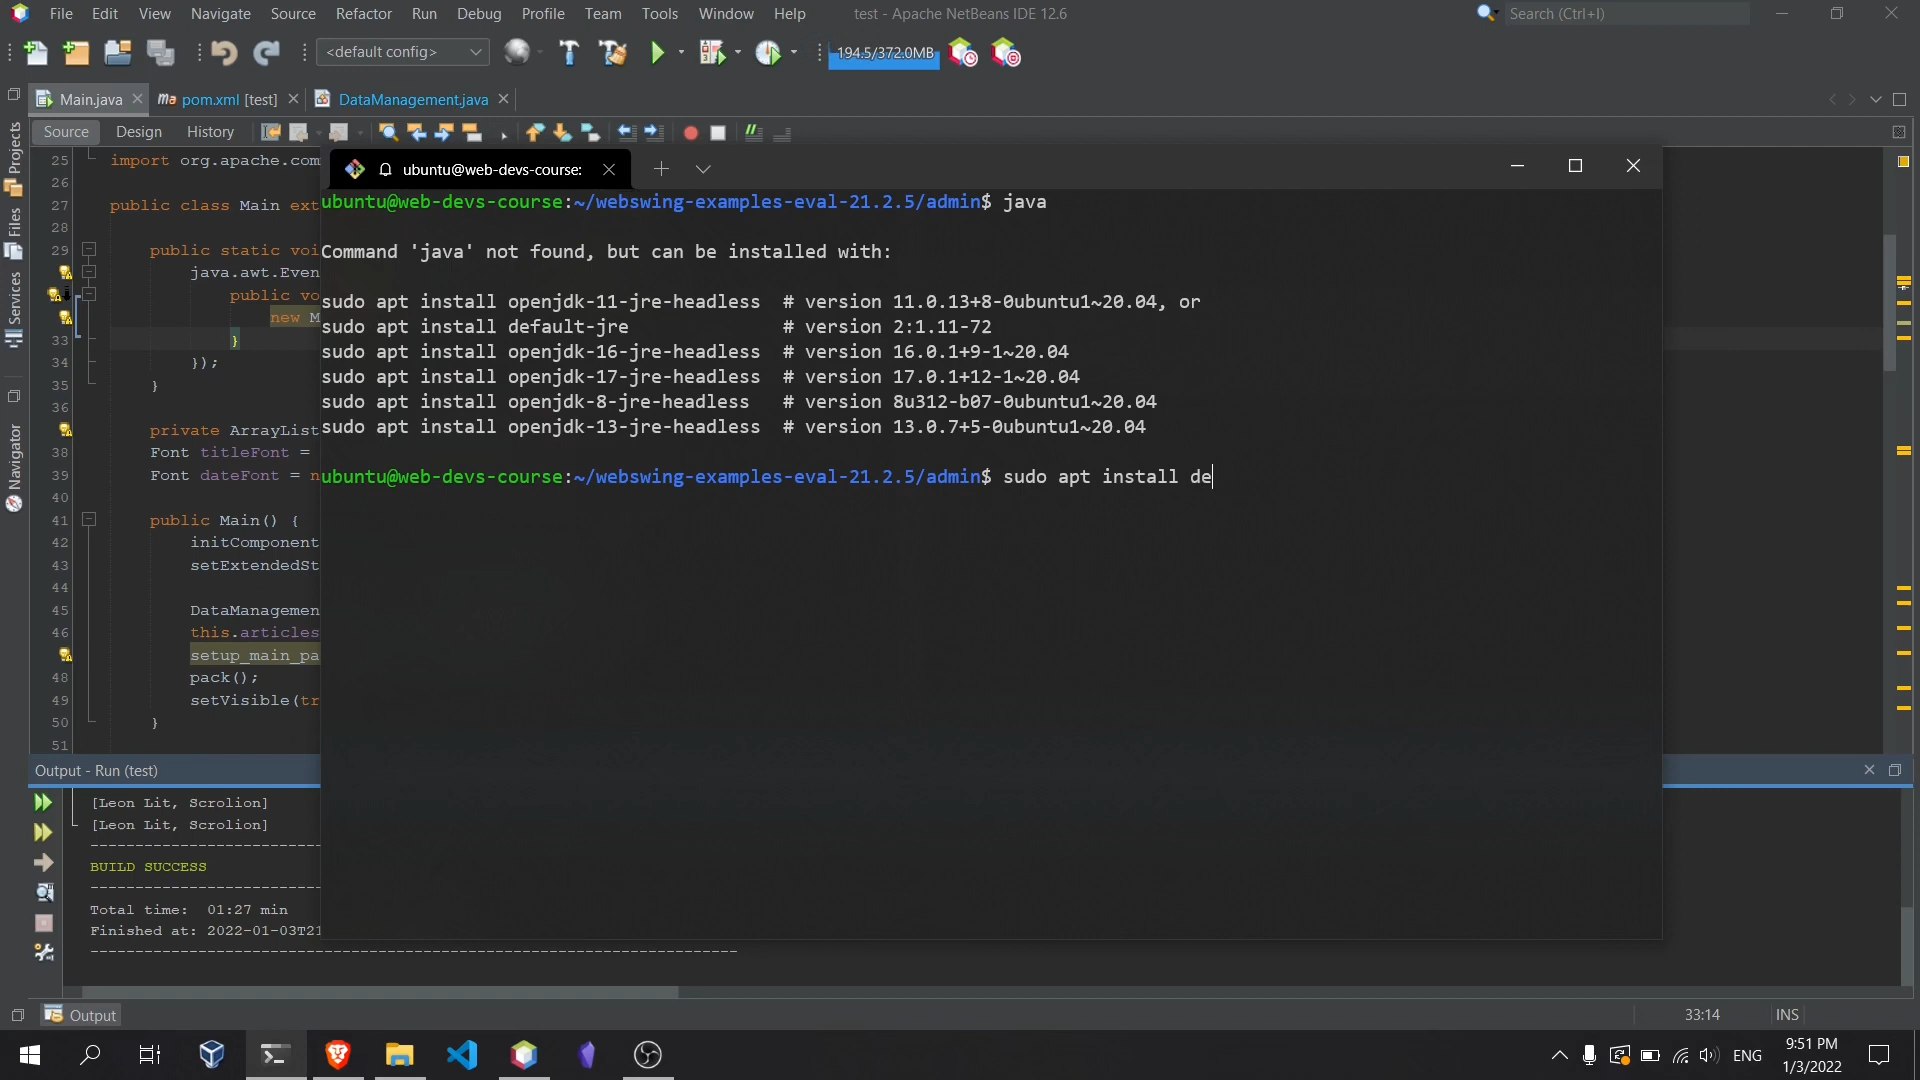 File Edit View Navigate Source Refactor Run Debug Profile Team Tools Window Help test - Apache NetBeans IDE 12.6 Search (Ctrl+I)
<default config> 194.5/372.0MB
Main.java pom.xml [test] DataManagement.java
Source Design History
Projects
Files
Services
Navigator
25 import org.apache.com
26
27 public class Main ext
28
29 public static voi
java.awt.Even
public vo
new M
33 }
34 });
35 }
36
private ArrayList
38 Font titleFont =
39 Font dateFont = n
40
41 public Main() {
42 initComponent
43 setExtendedSt
44
45 DataManagemen
46 this.articles
setup_main_pa
48 pack();
49 setVisible(tr
50 }
51
ubuntu@web-devs-course:
ubuntu@web-devs-course:~/webswing-examples-eval-21.2.5/admin$ java
Command 'java' not found, but can be installed with:
sudo apt install openjdk-11-jre-headless # version 11.0.13+8-0ubuntu1~20.04, or
sudo apt install default-jre # version 2:1.11-72
sudo apt install openjdk-16-jre-headless # version 16.0.1+9-1~20.04
sudo apt install openjdk-17-jre-headless # version 17.0.1+12-1~20.04
sudo apt install openjdk-8-jre-headless # version 8u312-b07-0ubuntu1~20.04
sudo apt install openjdk-13-jre-headless # version 13.0.7+5-0ubuntu1~20.04
ubuntu@web-devs-course:~/webswing-examples-eval-21.2.5/admin$ sudo apt install de
Output - Run (test)
[Leon Lit, Scrolion]
[Leon Lit, Scrolion]
------------------------
BUILD SUCCESS
------------------------
Total time: 01:27 min
Finished at: 2022-01-03T21
------------------------------------------------------------------------
Output 33:14 INS
ENG
9:51 PM
1/3/2022